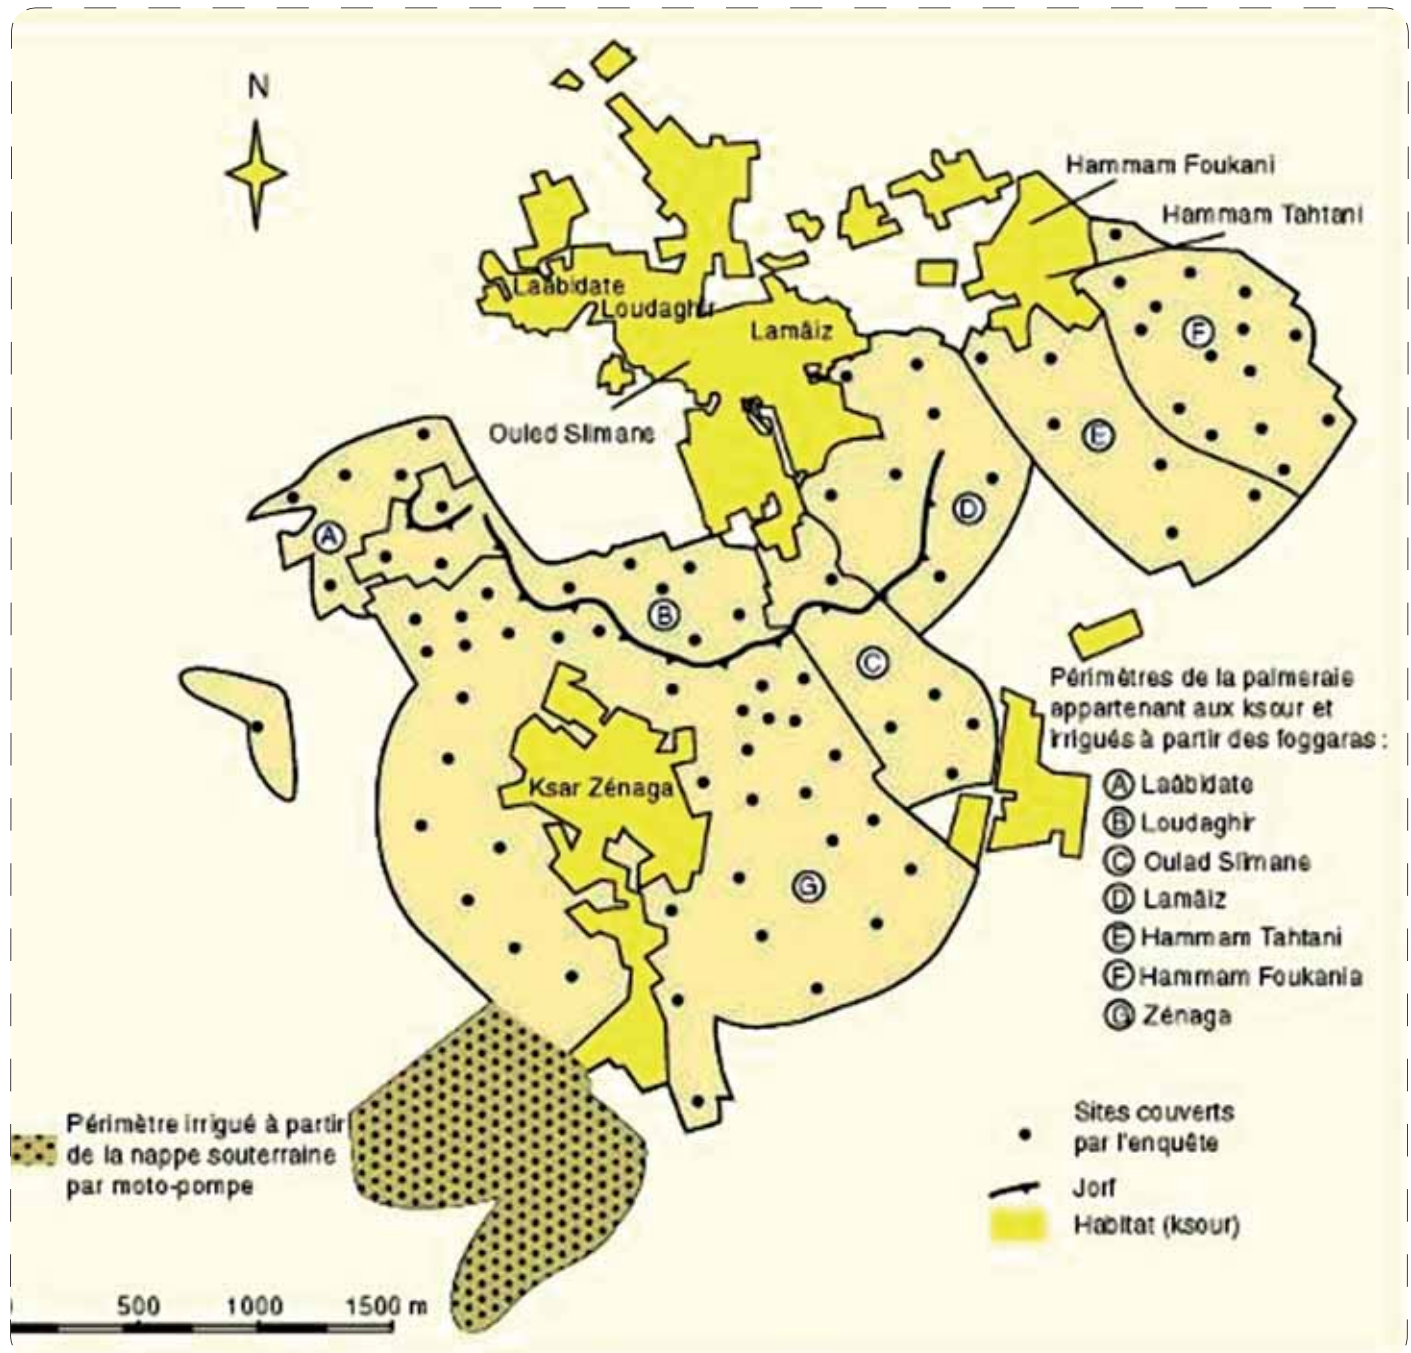 N
Hammam Foukani
Hammam Tahtani
Laâbidate
Loudaghir
Lamâiz
Ouled Slimane
F
E
D
A
B
C
Ksar Zénaga
G
Périmètres de la palmeraie
appartenant aux ksour et
irrigués à partir des foggaras :
A Laâbidate
B Loudaghir
C Oulad Slimane
D Lamâiz
E Hammam Tahtani
F Hammam Foukania
G Zénaga
Sites couverts
par l'enquête
Jorf
Habitat (ksour)
Périmètre irrigué à partir
de la nappe souterraine
par moto-pompe
500 1000 1500 m